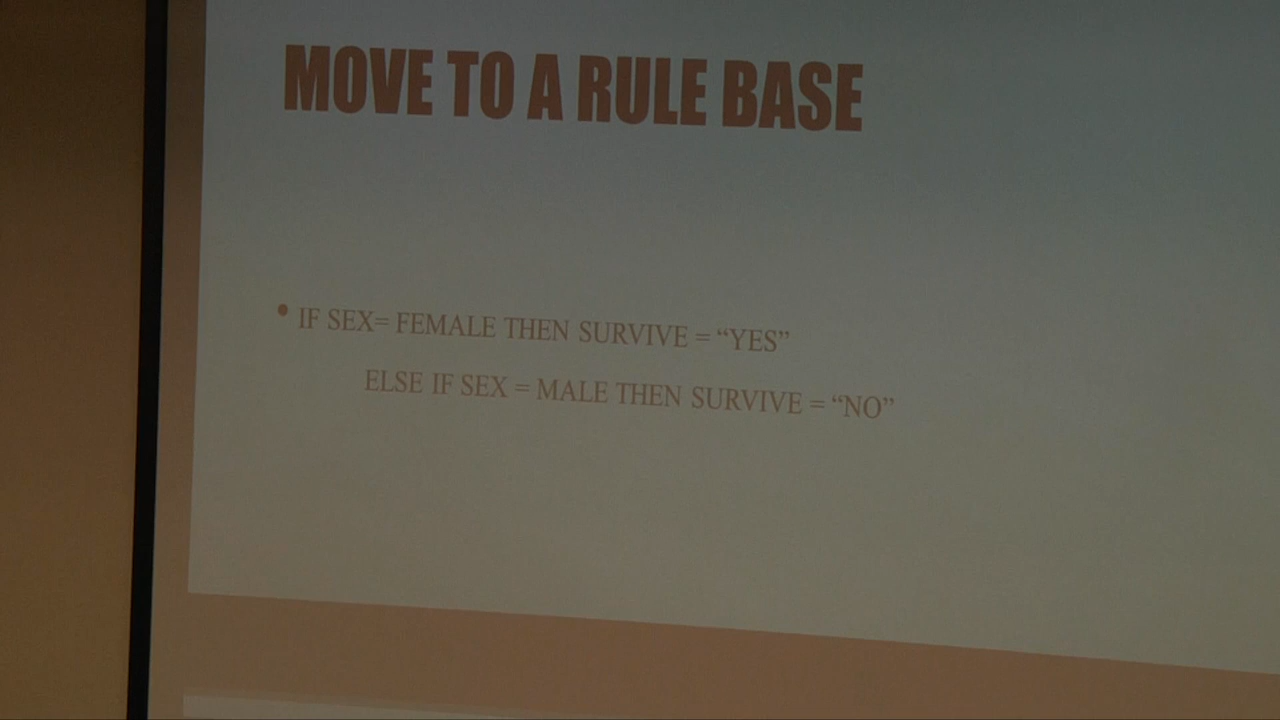 MOVE TO A RULE BASE
• IF SEX= FEMALE THEN SURVIVE = “YES”
ELSE IF SEX = MALE THEN SURVIVE = “NO”